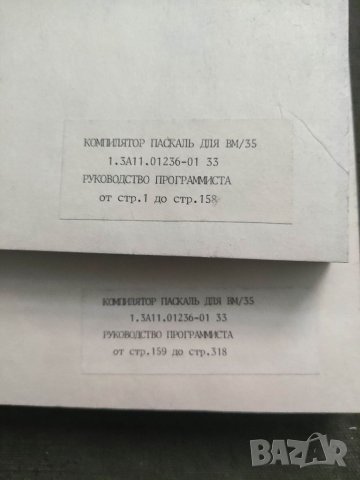 КОМПИЛЯТОР ПАСКАЛЬ ДЛЯ ВМ/35
1.3А11.01236-01 33
РУКОВОДСТВО ПРОГРАММИСТА
от стр.1 до стр.158
КОМПИЛЯТОР ПАСКАЛЬ ДЛЯ ВМ/35
1.3А11.01236-01 33
РУКОВОДСТВО ПРОГРАММИСТА
от стр.159 до стр.318
BAZAR